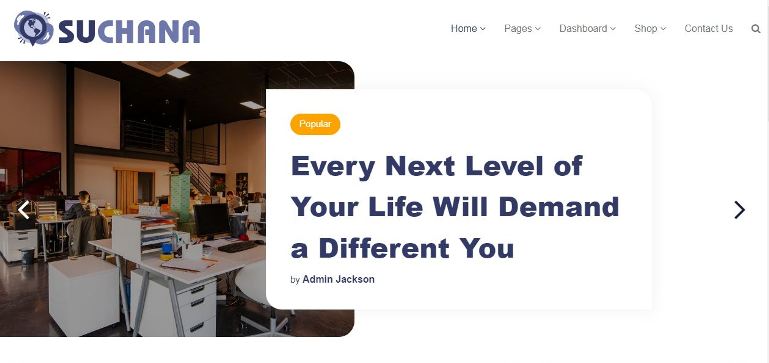 SUCHANA
Home Pages Dashboard Shop Contact Us
Popular
Every Next Level of
Your Life Will Demand
a Different You
by Admin Jackson